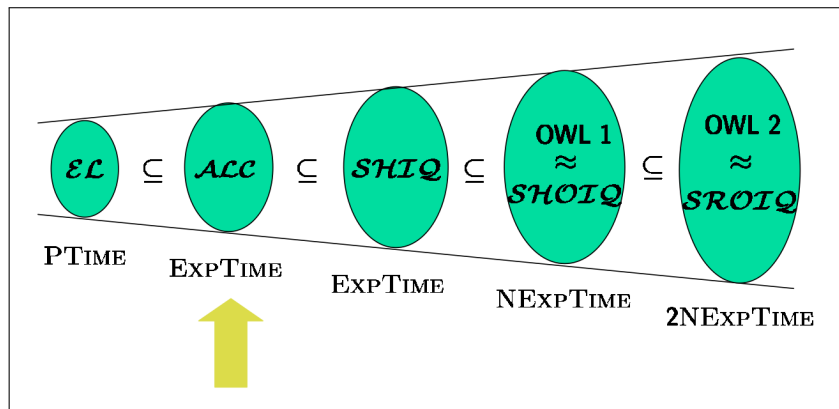 𝓔𝓛 ⊆ 𝓐𝓛𝓒 ⊆ 𝓢𝓗𝓘𝓠 ⊆ OWL 1 ≈ 𝓢𝓗𝓞𝓘𝓠 ⊆ OWL 2 ≈ 𝓢𝓡𝓞𝓘𝓠
PTIME EXPTIME EXPTIME NEXPTIME 2NEXPTIME